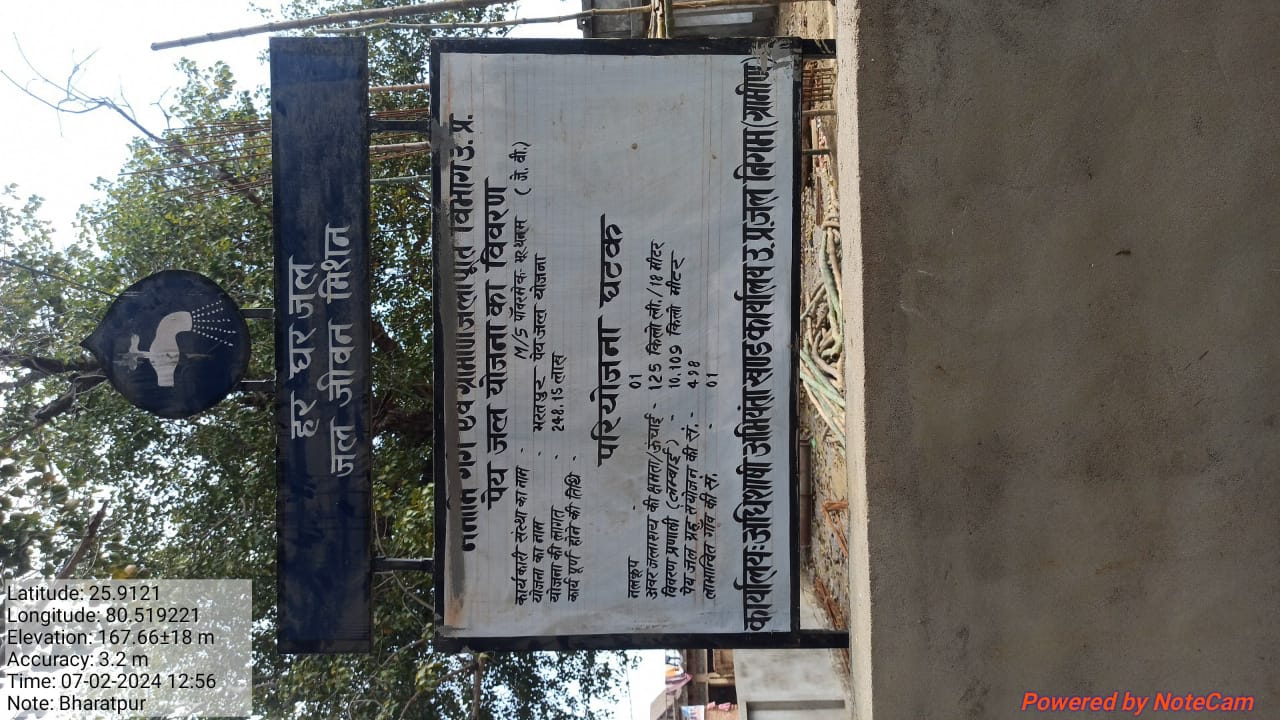 हर घर जल
जल जीवन मिशन
नमामि गंगे एवं ग्रामीण जलापूर्ति विभाग उ. प्र.
पेय जल योजना का विवरण
कार्यकारी संस्था का नाम - M/S पॉवरमेक- (जे. वी.)
योजना का नाम - भरतपुर पेय जल योजना
योजना की लागत - 248.15 लाख
कार्य पूर्ण होने की तिथि -
परियोजना घटक
नलकूप - 01
अवर जलाशय की क्षमता/ऊंचाई - 125 किलो ली./18 मीटर
वितरण प्रणाली (लम्बाई) - 10.109 किलो मीटर
पेय जल ग्रह संयोजन की सं. - 498
लाभान्वित गाँव की सं. - 01
कार्यालयः अधिशाषी अभियंता खण्ड कार्यालय उ.प्र.जल निगम (ग्रामीण)
Latitude: 25.9121
Longitude: 80.519221
Elevation: 167.66±18 m
Accuracy: 3.2 m
Time: 07-02-2024 12:56
Note: Bharatpur
Powered by NoteCam